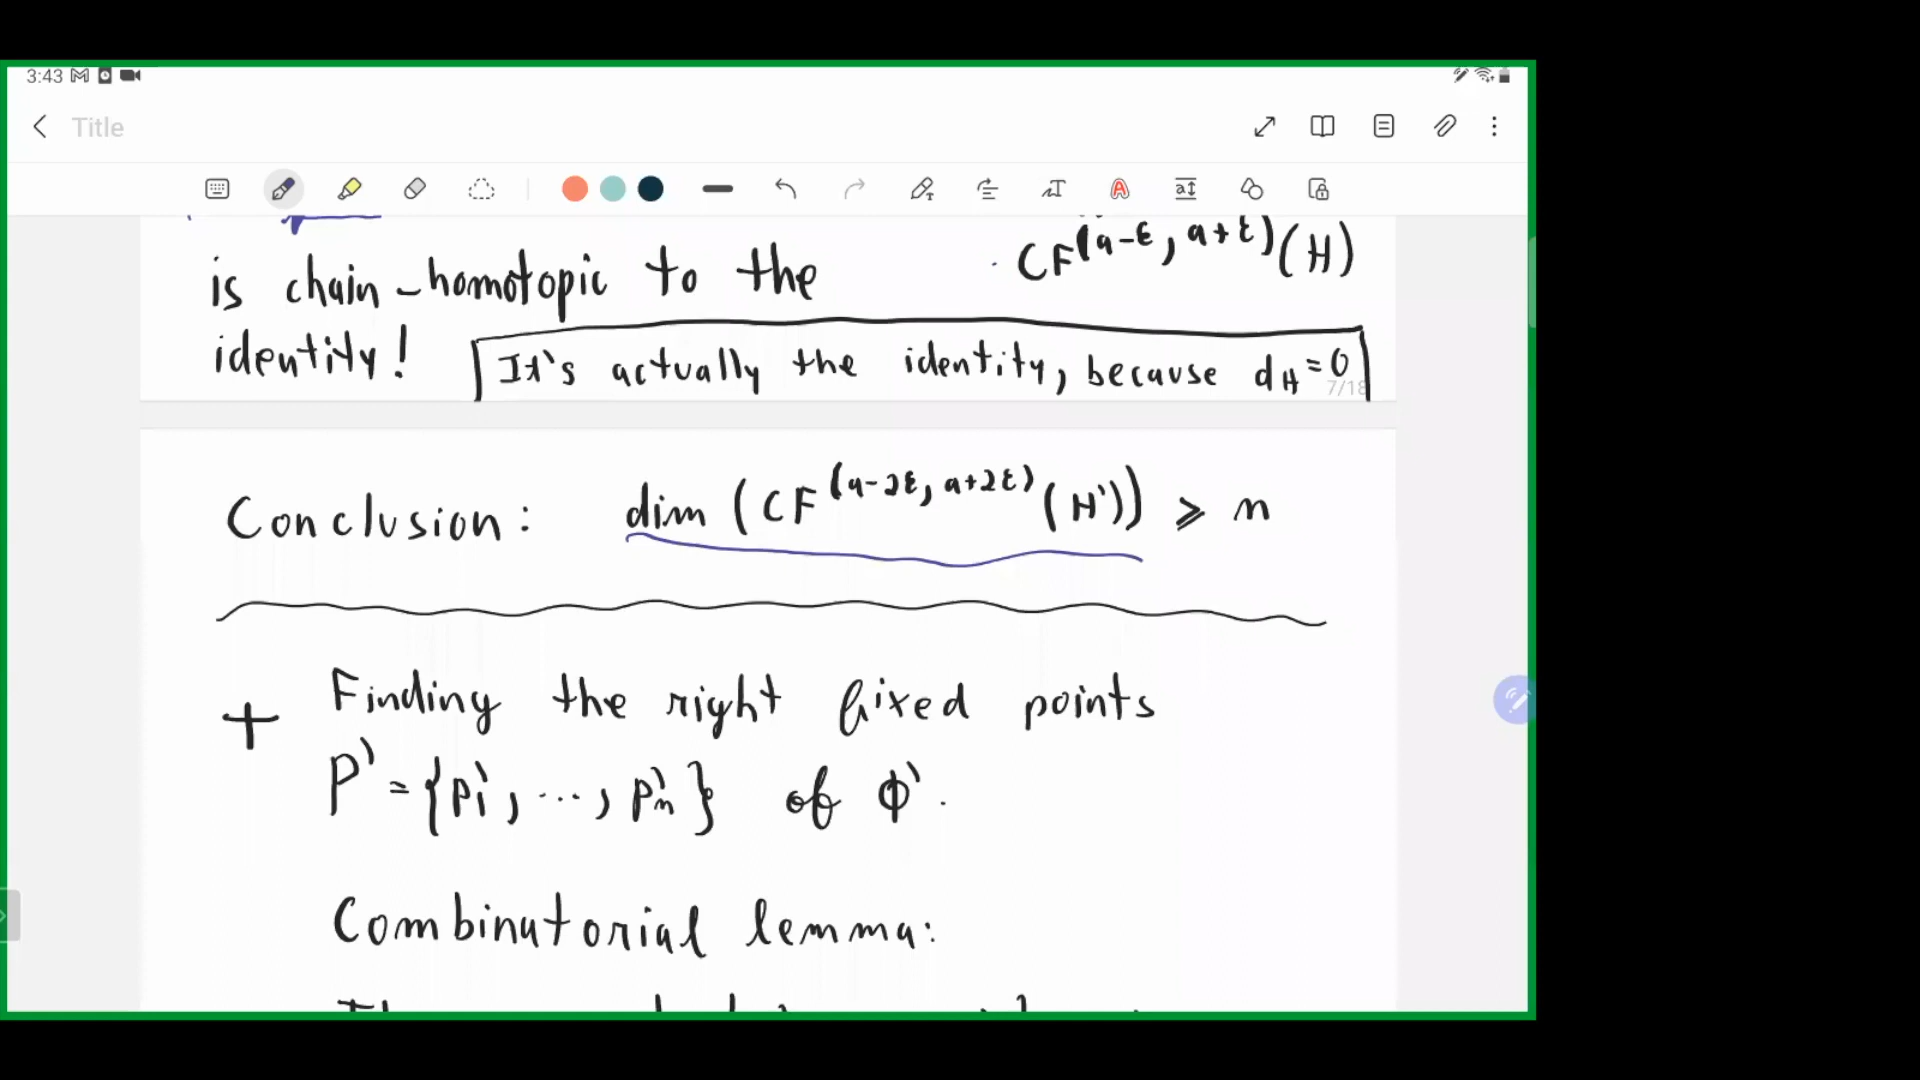 3:43
Title
CF^(a-ε, a+ε)(H)
is chain-homotopic to the
identity! It's actually the identity, because d_H = 0
7/18
Conclusion: dim (CF^(a-2ε, a+2ε)(H')) ≥ n
+ Finding the right fixed points
P' = {p'_1, ..., p'_n} of Φ'.
Combinatorial lemma: